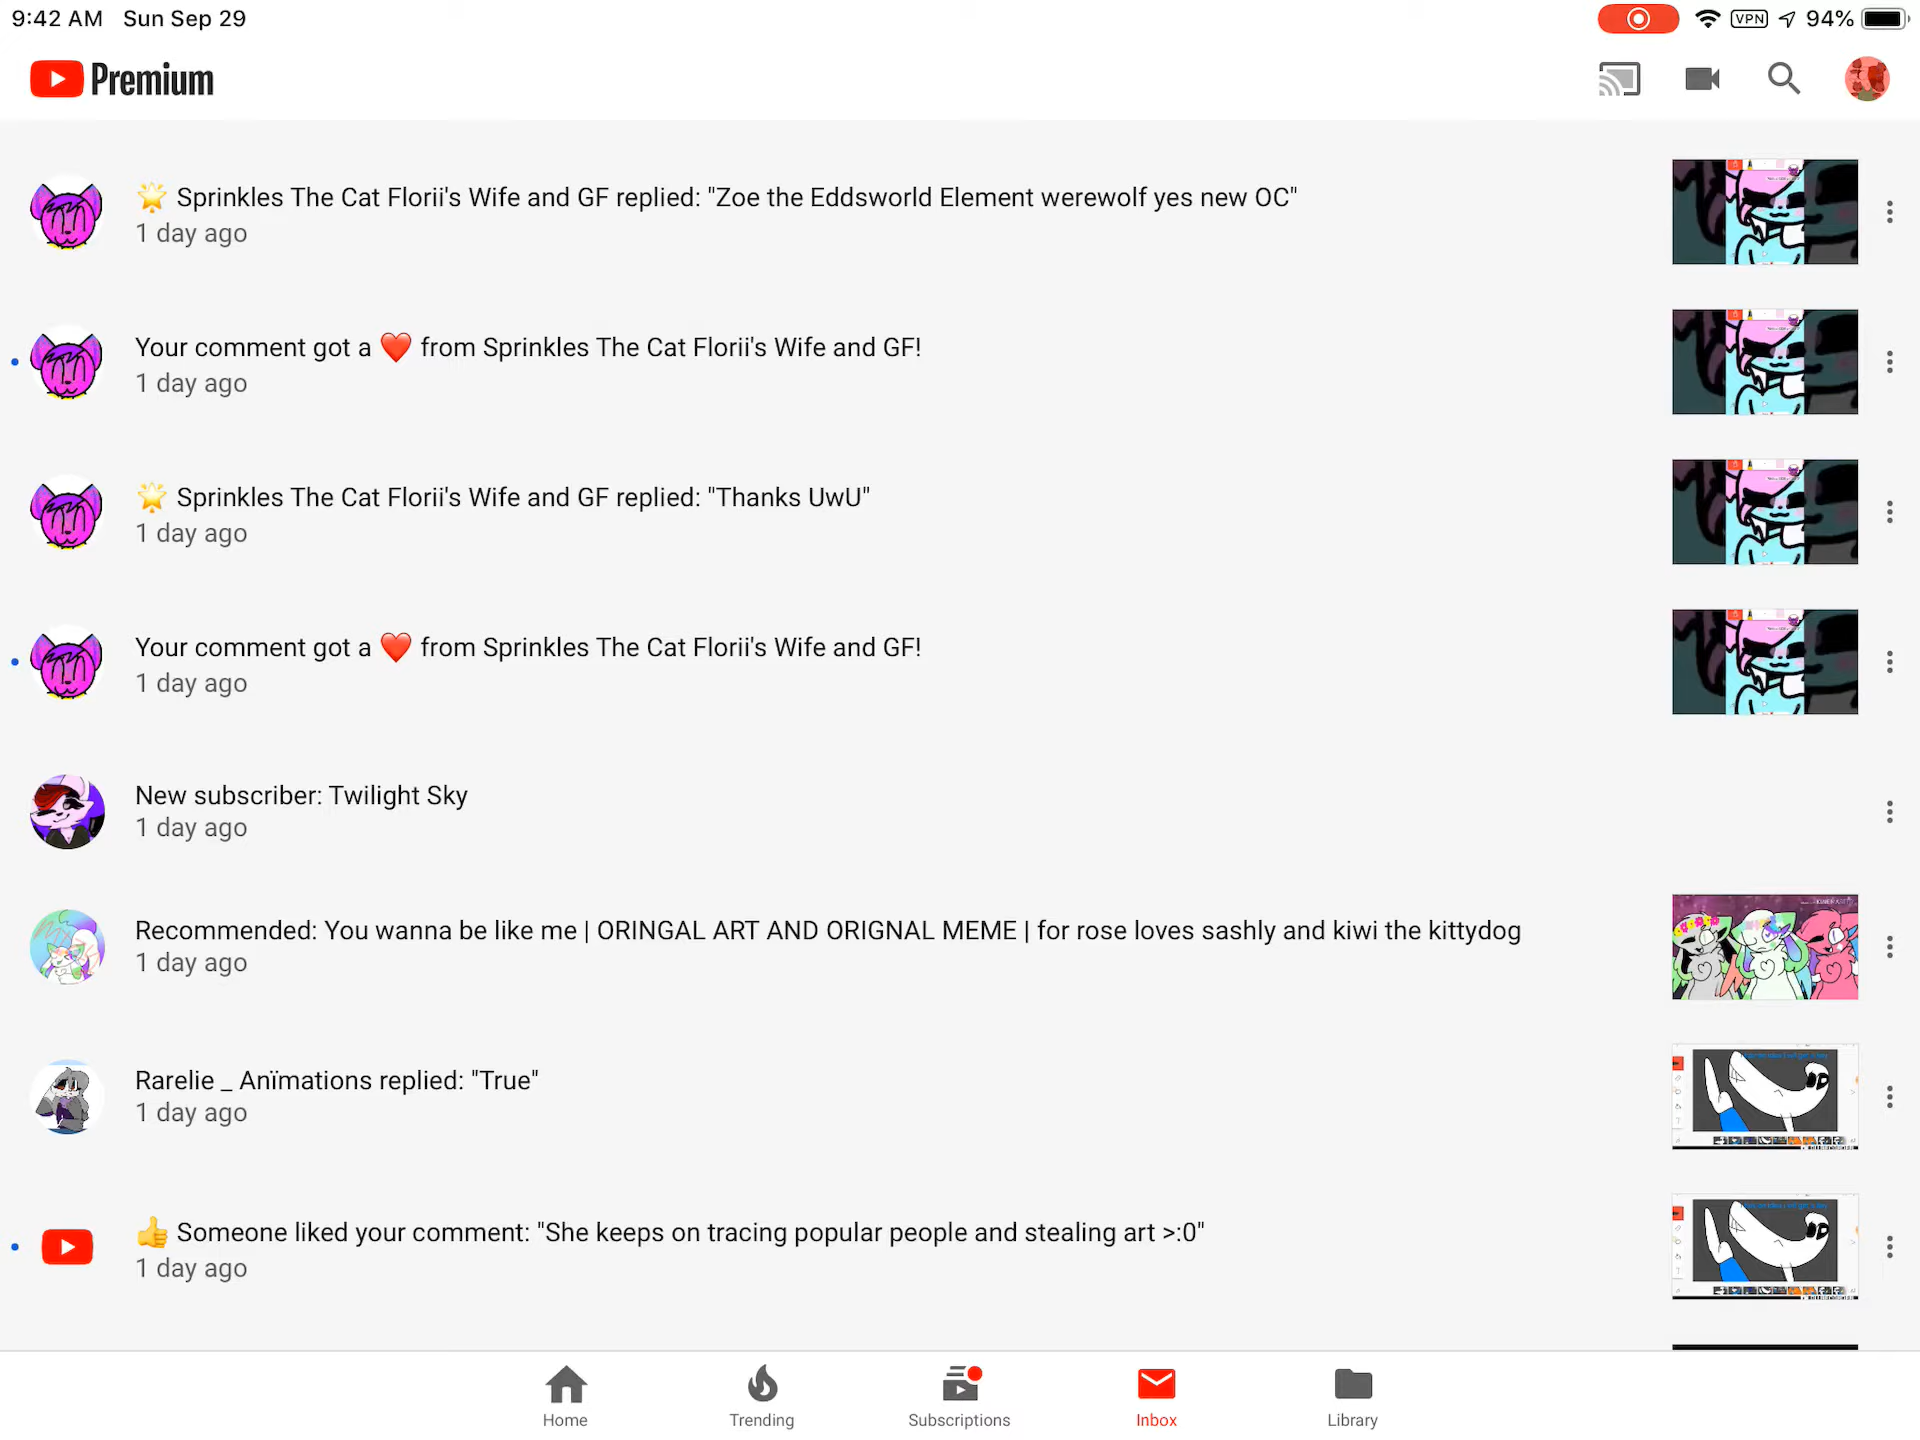 9:42 AM Sun Sep 29
VPN 94%
Premium
🌟 Sprinkles The Cat Florii's Wife and GF replied: "Zoe the Eddsworld Element werewolf yes new OC"
1 day ago
Your comment got a ❤️ from Sprinkles The Cat Florii's Wife and GF!
1 day ago
🌟 Sprinkles The Cat Florii's Wife and GF replied: "Thanks UwU"
1 day ago
Your comment got a ❤️ from Sprinkles The Cat Florii's Wife and GF!
1 day ago
New subscriber: Twilight Sky
1 day ago
Recommended: You wanna be like me | ORINGAL ART AND ORIGNAL MEME | for rose loves sashly and kiwi the kittydog
1 day ago
Rarelie _ Anïmations replied: "True"
1 day ago
👍 Someone liked your comment: "She keeps on tracing popular people and stealing art >:0"
1 day ago
Home
Trending
Subscriptions
Inbox
Library